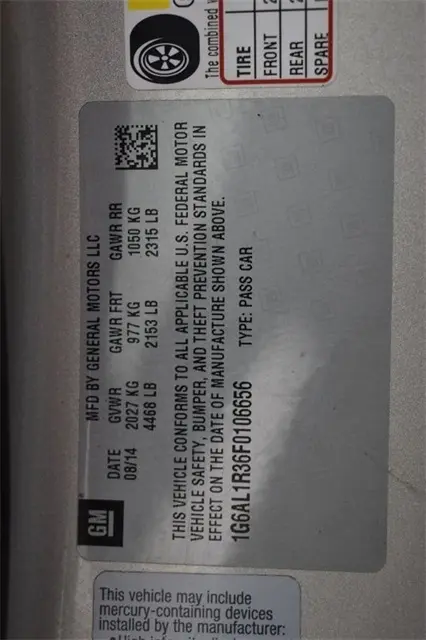 The combined
TIRE
FRONT
REAR
SPARE
GM
MFD BY GENERAL MOTORS LLC
DATE GVWR GAWR FRT GAWR RR
08/14 2027 KG 977 KG 1050 KG
4468 LB 2153 LB 2315 LB
THIS VEHICLE CONFORMS TO ALL APPLICABLE U.S. FEDERAL MOTOR
VEHICLE SAFETY, BUMPER, AND THEFT PREVENTION STANDARDS IN
EFFECT ON THE DATE OF MANUFACTURE SHOWN ABOVE.
1G6AL1R36F0106656 TYPE: PASS CAR
This vehicle may include
mercury-containing devices
installed by the manufacturer: